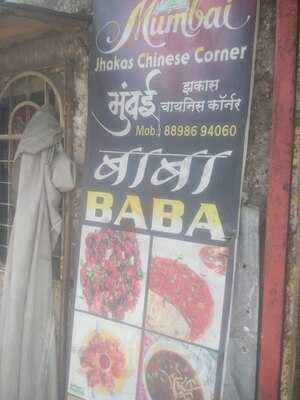 Mumbai
Jhakas Chinese Corner
मुंबई झकास
चायनिस कॉर्नर
Mob.: 88986 94060
बाबा
BABA